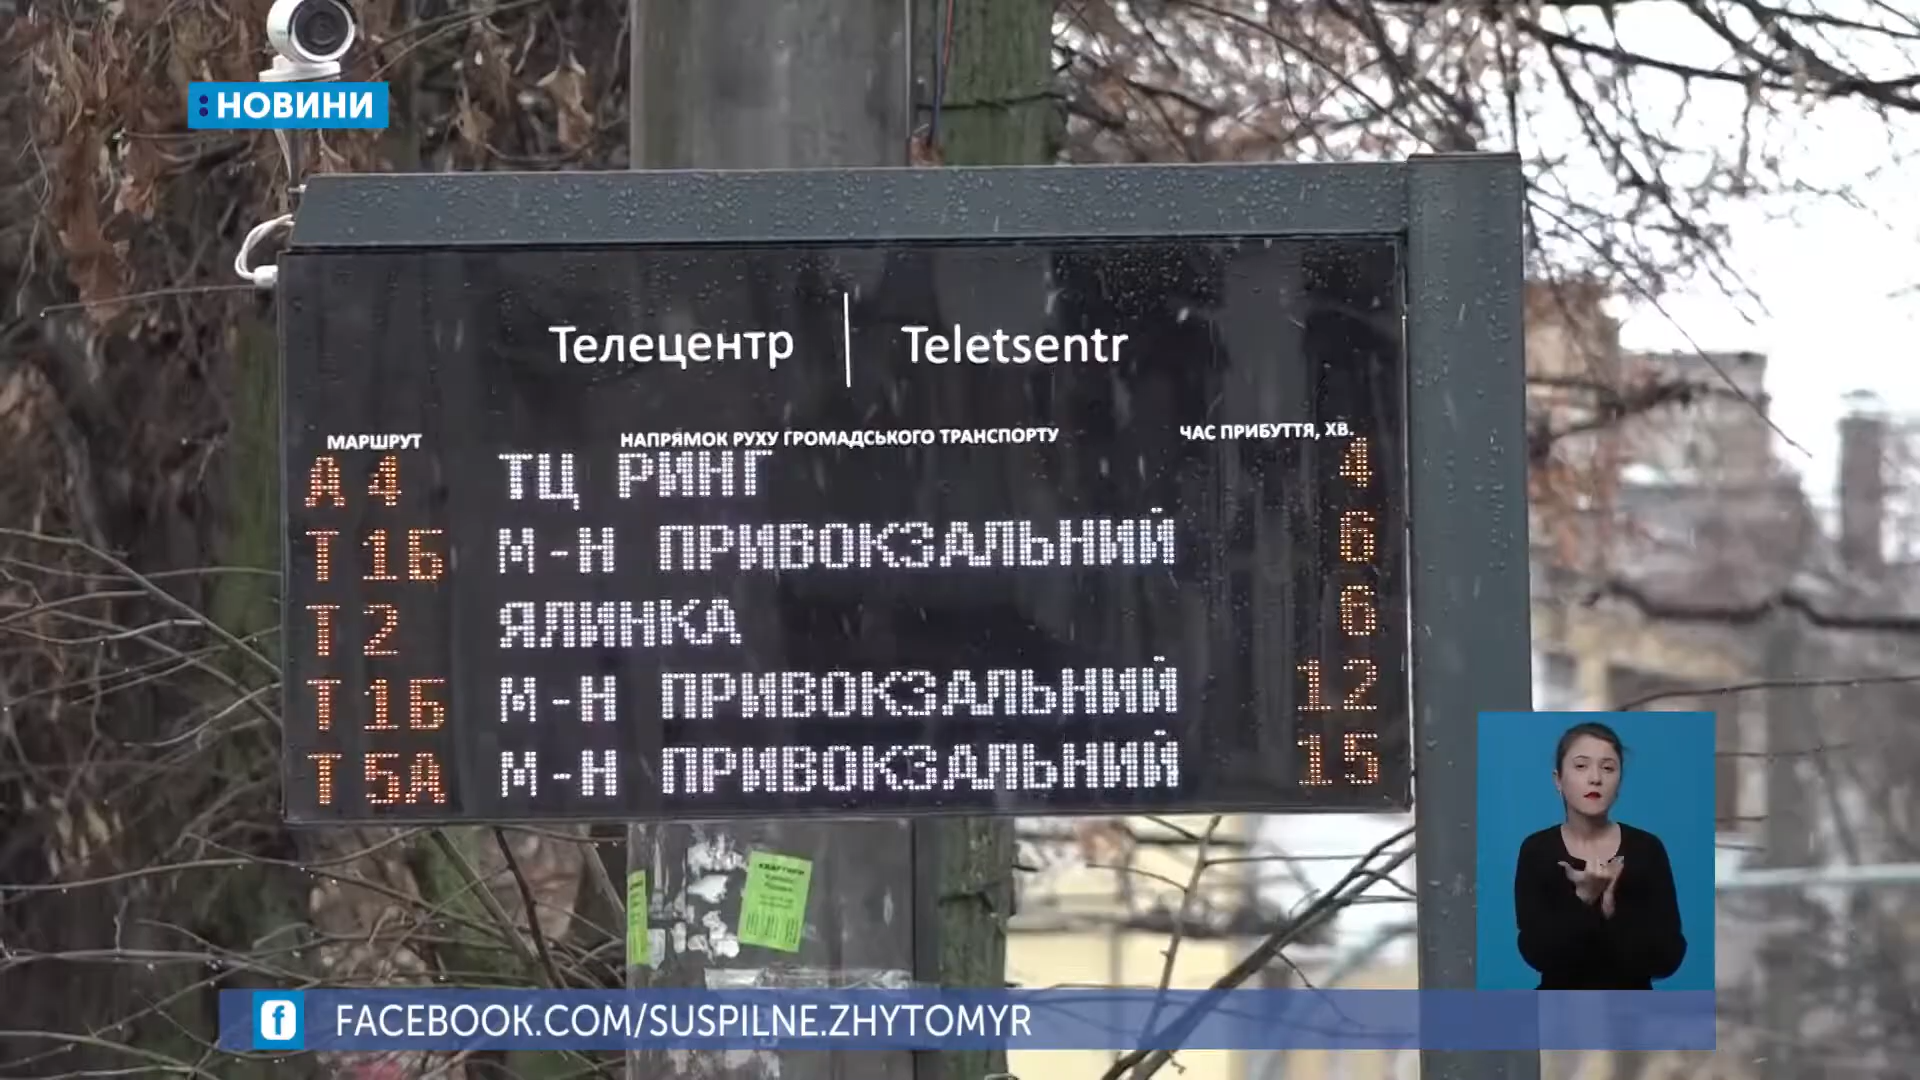 НОВИНИ
Телецентр | Teletsentr
МАРШРУТ НАПРЯМОК РУХУ ГРОМАДСЬКОГО ТРАНСПОРТУ ЧАС ПРИБУТТЯ, ХВ.
А 4 ТЦ РИНГ 4
Т 1Б М-Н ПРИВОКЗАЛЬНИЙ 6
Т 2 ЯЛИНКА 6
Т 1Б М-Н ПРИВОКЗАЛЬНИЙ 12
Т 5А М-Н ПРИВОКЗАЛЬНИЙ 15
FACEBOOK.COM/SUSPILNE.ZHYTOMYR